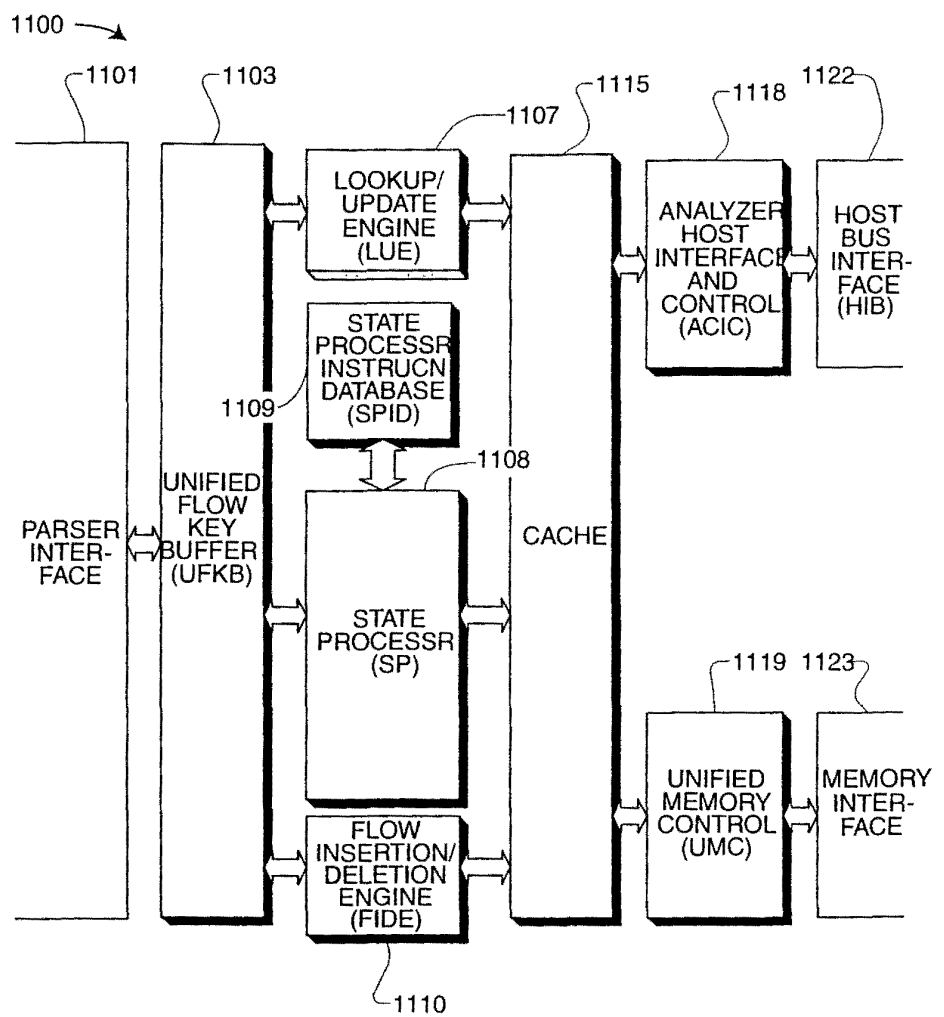 1100
1101
1103
1107
1115
1118
1122
LOOKUP/
UPDATE
ENGINE
(LUE)
ANALYZER
HOST
INTERFACE
AND
CONTROL
(ACIC)
HOST
BUS
INTER-
FACE
(HIB)
STATE
PROCESSR
INSTRUCN
DATABASE
(SPID)
1109
1108
UNIFIED
FLOW
KEY
BUFFER
(UFKB)
PARSER
INTER-
FACE
CACHE
STATE
PROCESSR
(SP)
1119
1123
UNIFIED
MEMORY
CONTROL
(UMC)
MEMORY
INTER-
FACE
FLOW
INSERTION/
DELETION
ENGINE
(FIDE)
1110